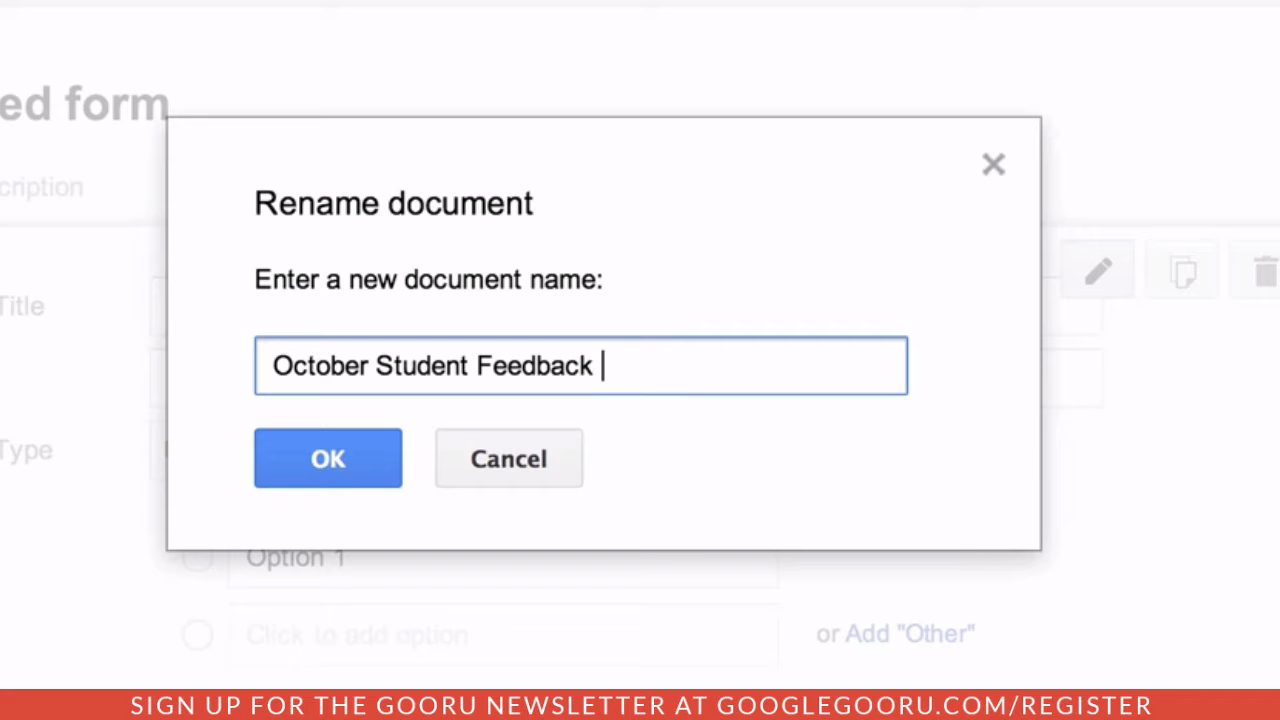 ed form
cription
Rename document
Enter a new document name:
Title
October Student Feedback
Type
OK Cancel
Option 1
Click to add option
or Add "Other"
SIGN UP FOR THE GOORU NEWSLETTER AT GOOGLEGOORU.COM/REGISTER